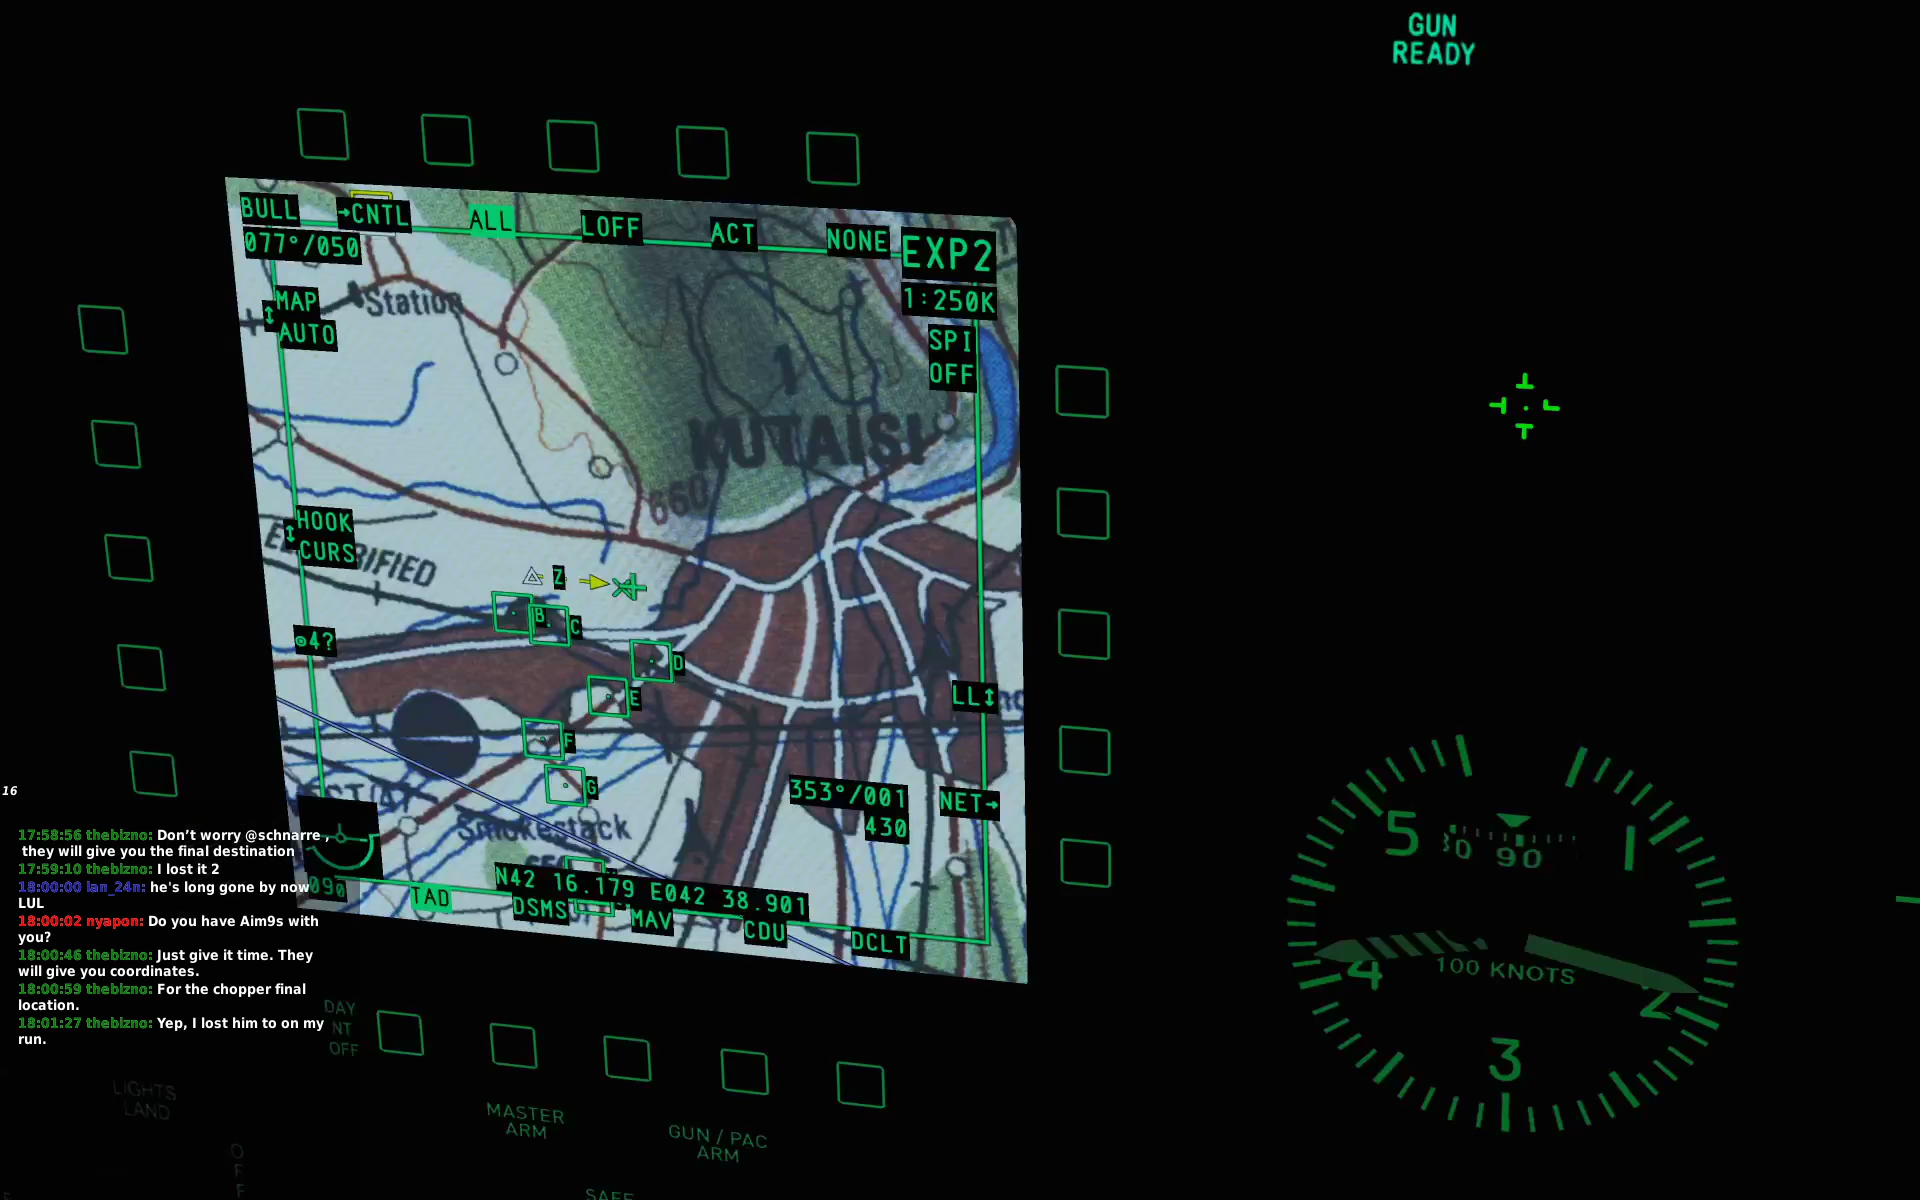 GUN
READY
BULL
→CNTL
ALL
LOFF
ACT
NONE
EXP2
077°/050
1:250K
MAP
AUTO
Station
SPI
OFF
KUTAISI
660
HOOK
CURS
Z
B
C
4?
D
E
LL↕
F
G
353°/001
NET→
430
Smokestack
N42 16.179 E042 38.901
090
TAD
DSMS
MAV
CDU
DCLT
16
17:58:56 thebizno: Don’t worry @schnarre ,
they will give you the final destination
17:59:10 thebizno: I lost it 2
18:00:00 ian_24n: he's long gone by now
LUL
18:00:02 nyapon: Do you have Aim9s with
you?
18:00:46 thebizno: Just give it time. They
will give you coordinates.
18:00:59 thebizno: For the chopper final
location.
18:01:27 thebizno: Yep, I lost him to on my
run.
DAY
NT
OFF
LIGHTS
LAND
MASTER
ARM
GUN / PAC
ARM
SAFE
O
F
F
5
90
1
4
100 KNOTS
2
3